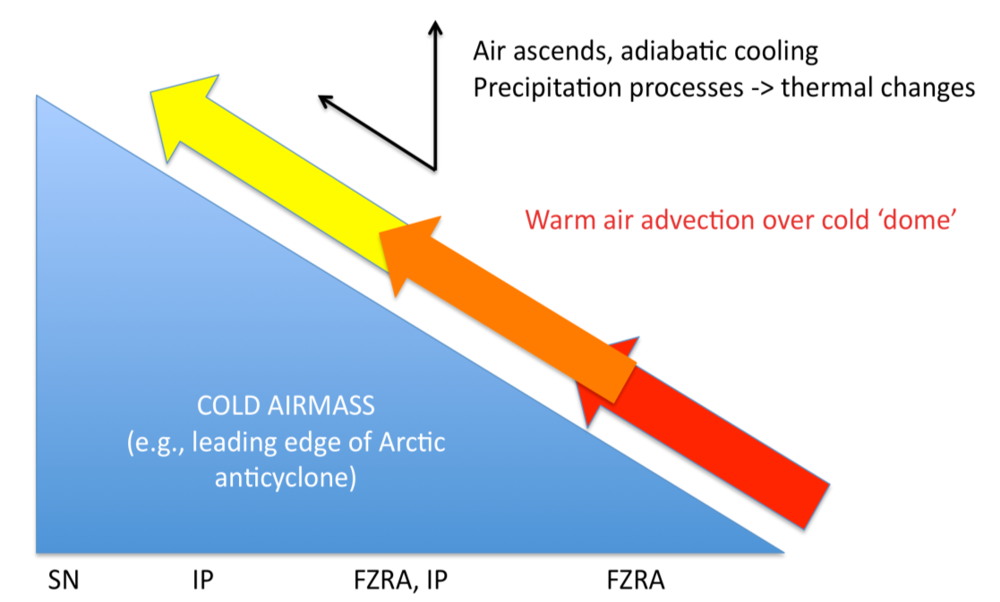 Air ascends, adiabatic cooling
Precipitation processes -> thermal changes
Warm air advection over cold ‘dome’
COLD AIRMASS
(e.g., leading edge of Arctic
anticyclone)
SN IP FZRA, IP FZRA